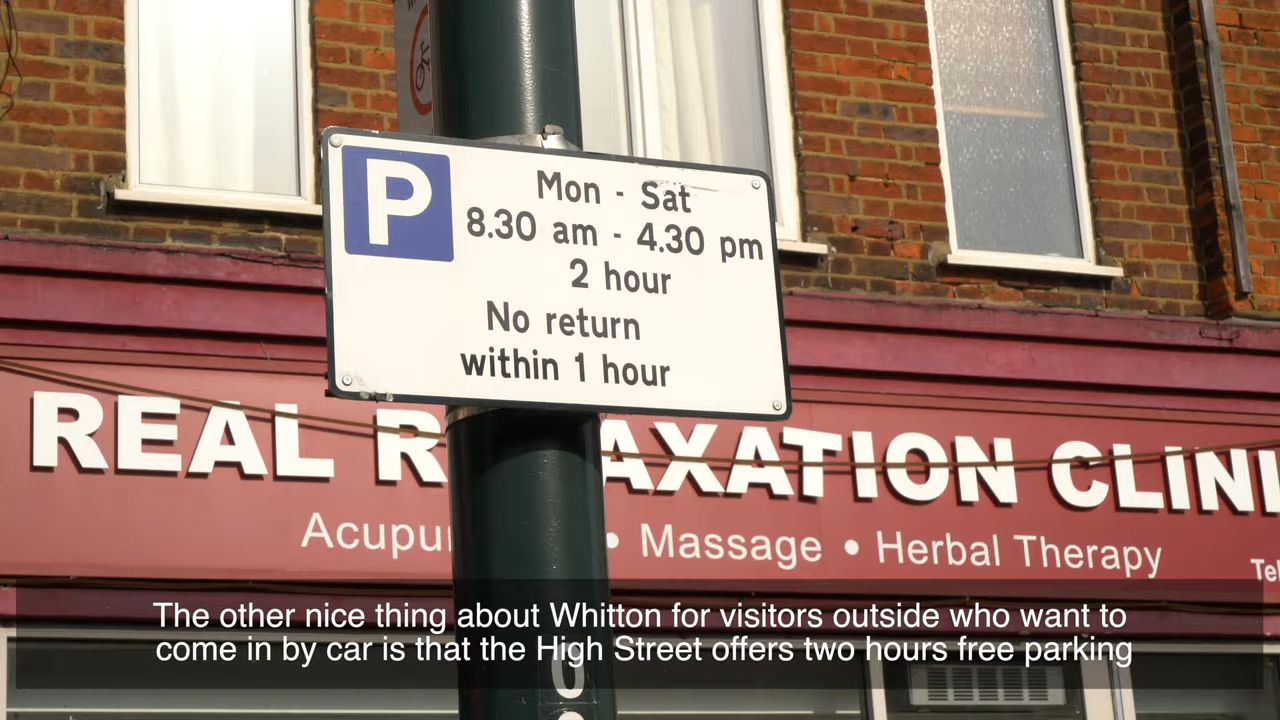 P
Mon - Sat
8.30 am - 4.30 pm
2 hour
No return
within 1 hour
REAL AXATION CLINI
Acupu • Massage • Herbal Therapy
Tel
The other nice thing about Whitton for visitors outside who want to
come in by car is that the High Street offers two hours free parking
0